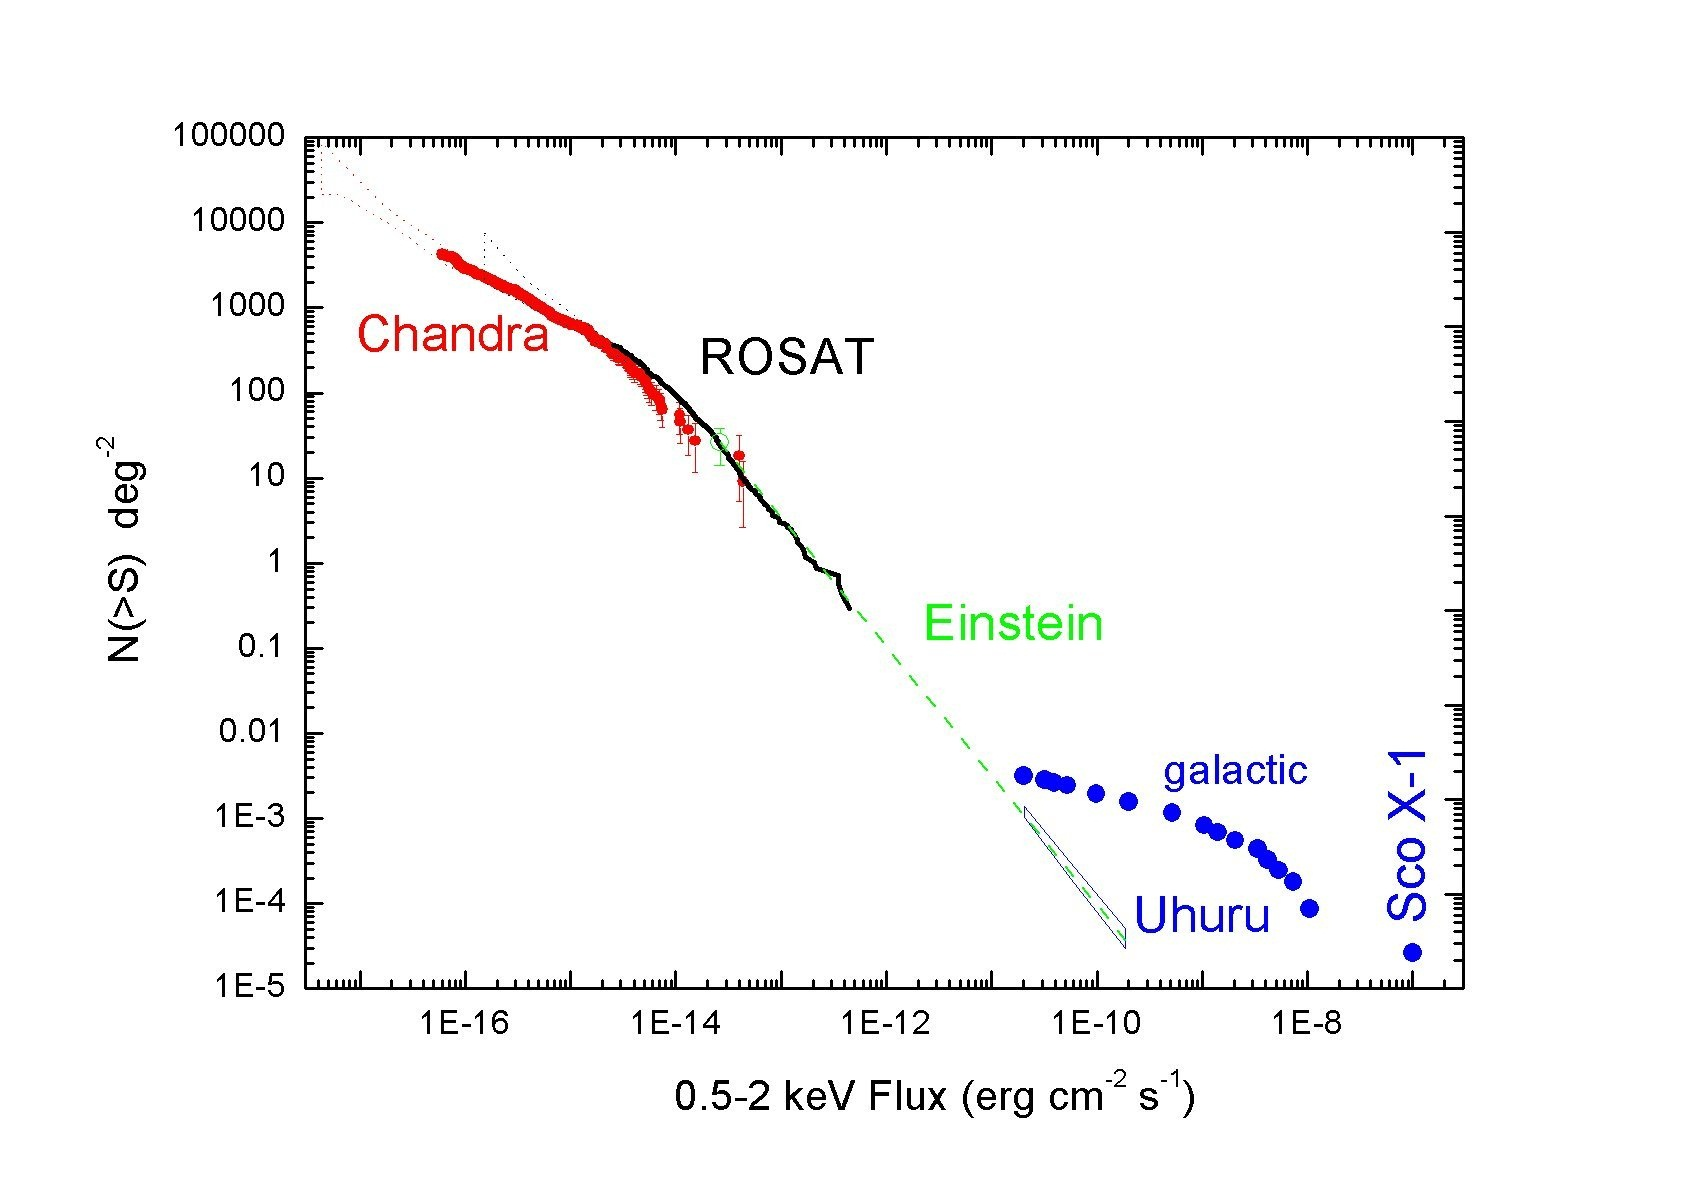 100000
10000
1000
100
10
1
0.1
0.01
1E-3
1E-4
1E-5
N(>S) deg-2
Chandra
ROSAT
Einstein
galactic
Uhuru
Sco X-1
1E-16 1E-14 1E-12 1E-10 1E-8
0.5-2 keV Flux (erg cm-2 s-1)